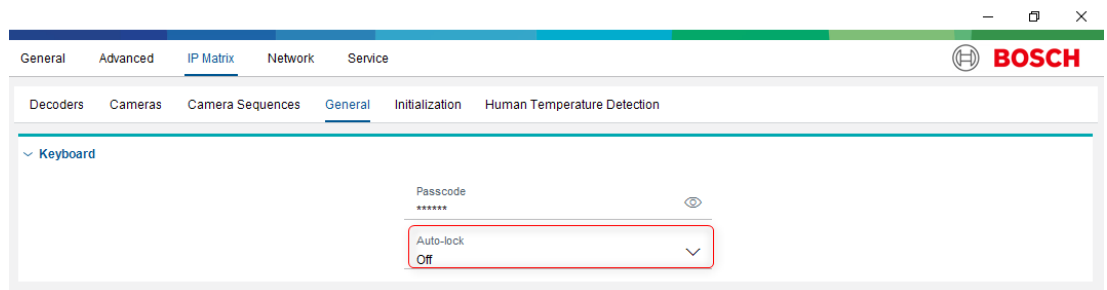 General Advanced IP Matrix Network Service BOSCH
Decoders Cameras Camera Sequences General Initialization Human Temperature Detection
Keyboard
Passcode
******
Auto-lock
Off